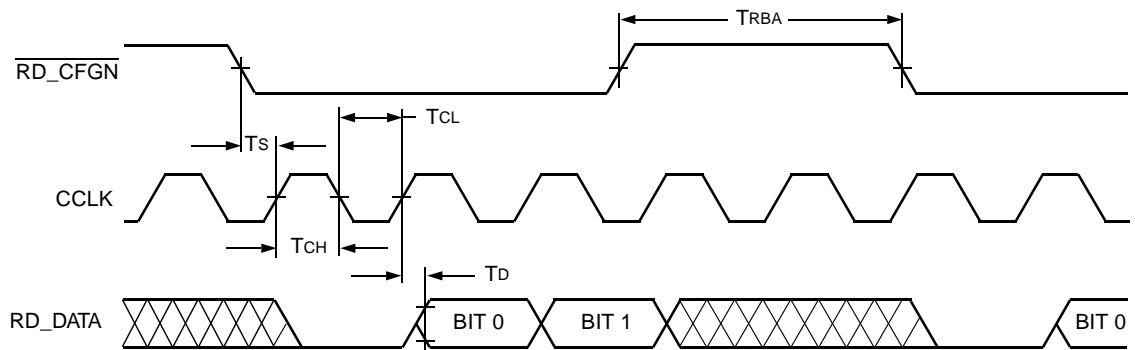 TRBA
RD_CFGN
TCL
TS
CCLK
TCH
TD
RD_DATA
BIT 0
BIT 1
BIT 0